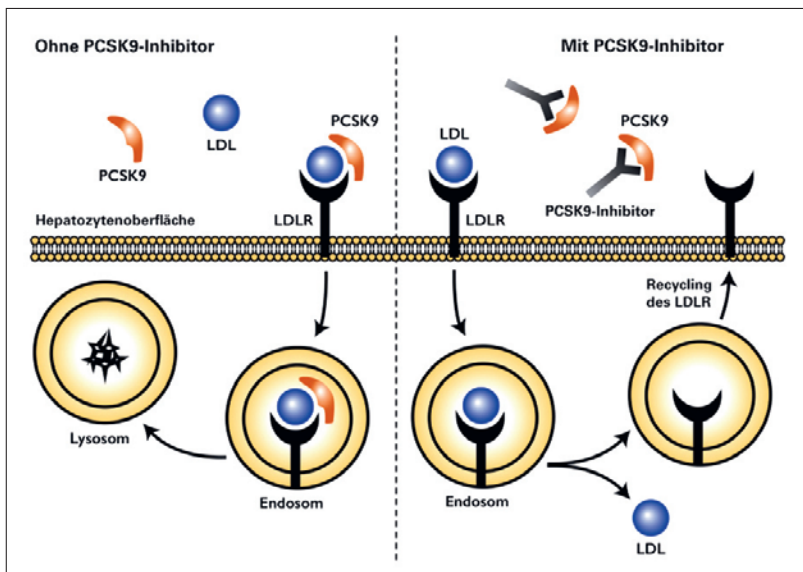 Ohne PCSK9-Inhibitor
PCSK9
LDL
PCSK9
LDLR
Hepatozytenoberfläche
Lysosom
Endosom
Mit PCSK9-Inhibitor
LDL
LDLR
PCSK9
PCSK9-Inhibitor
Recycling
des LDLR
Endosom
LDL